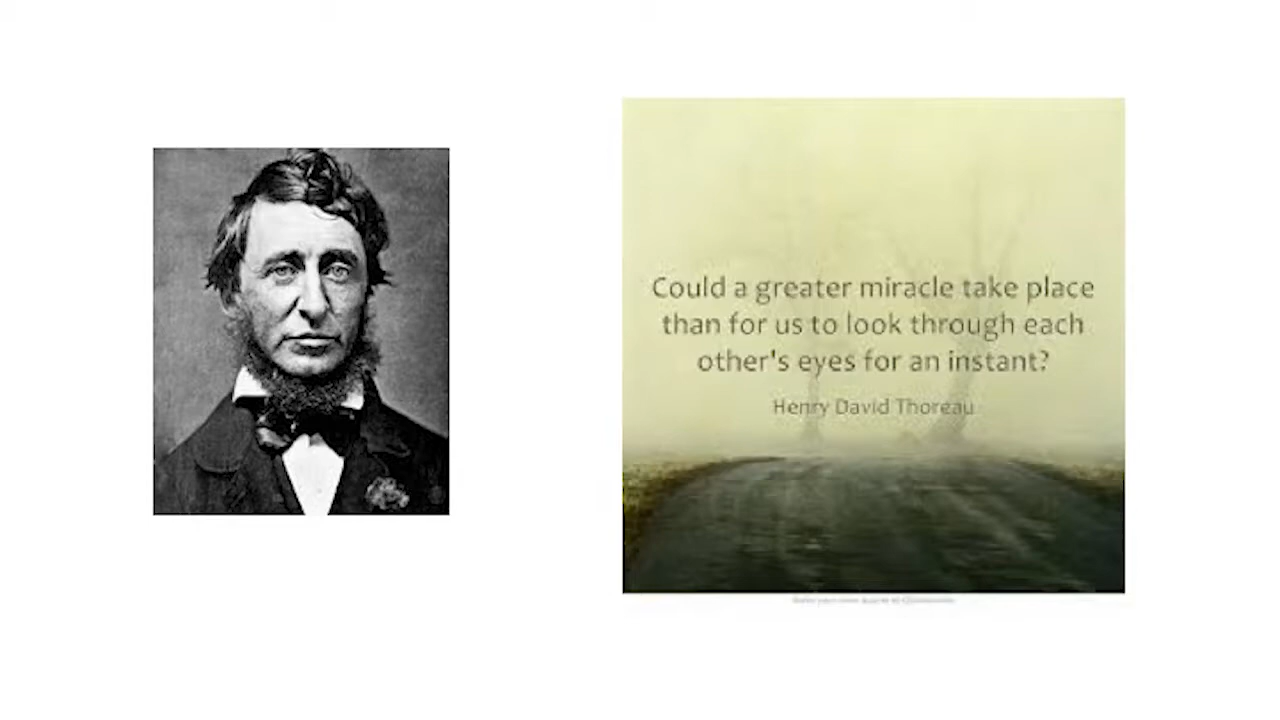 Could a greater miracle take place
than for us to look through each
other's eyes for an instant?
Henry David Thoreau